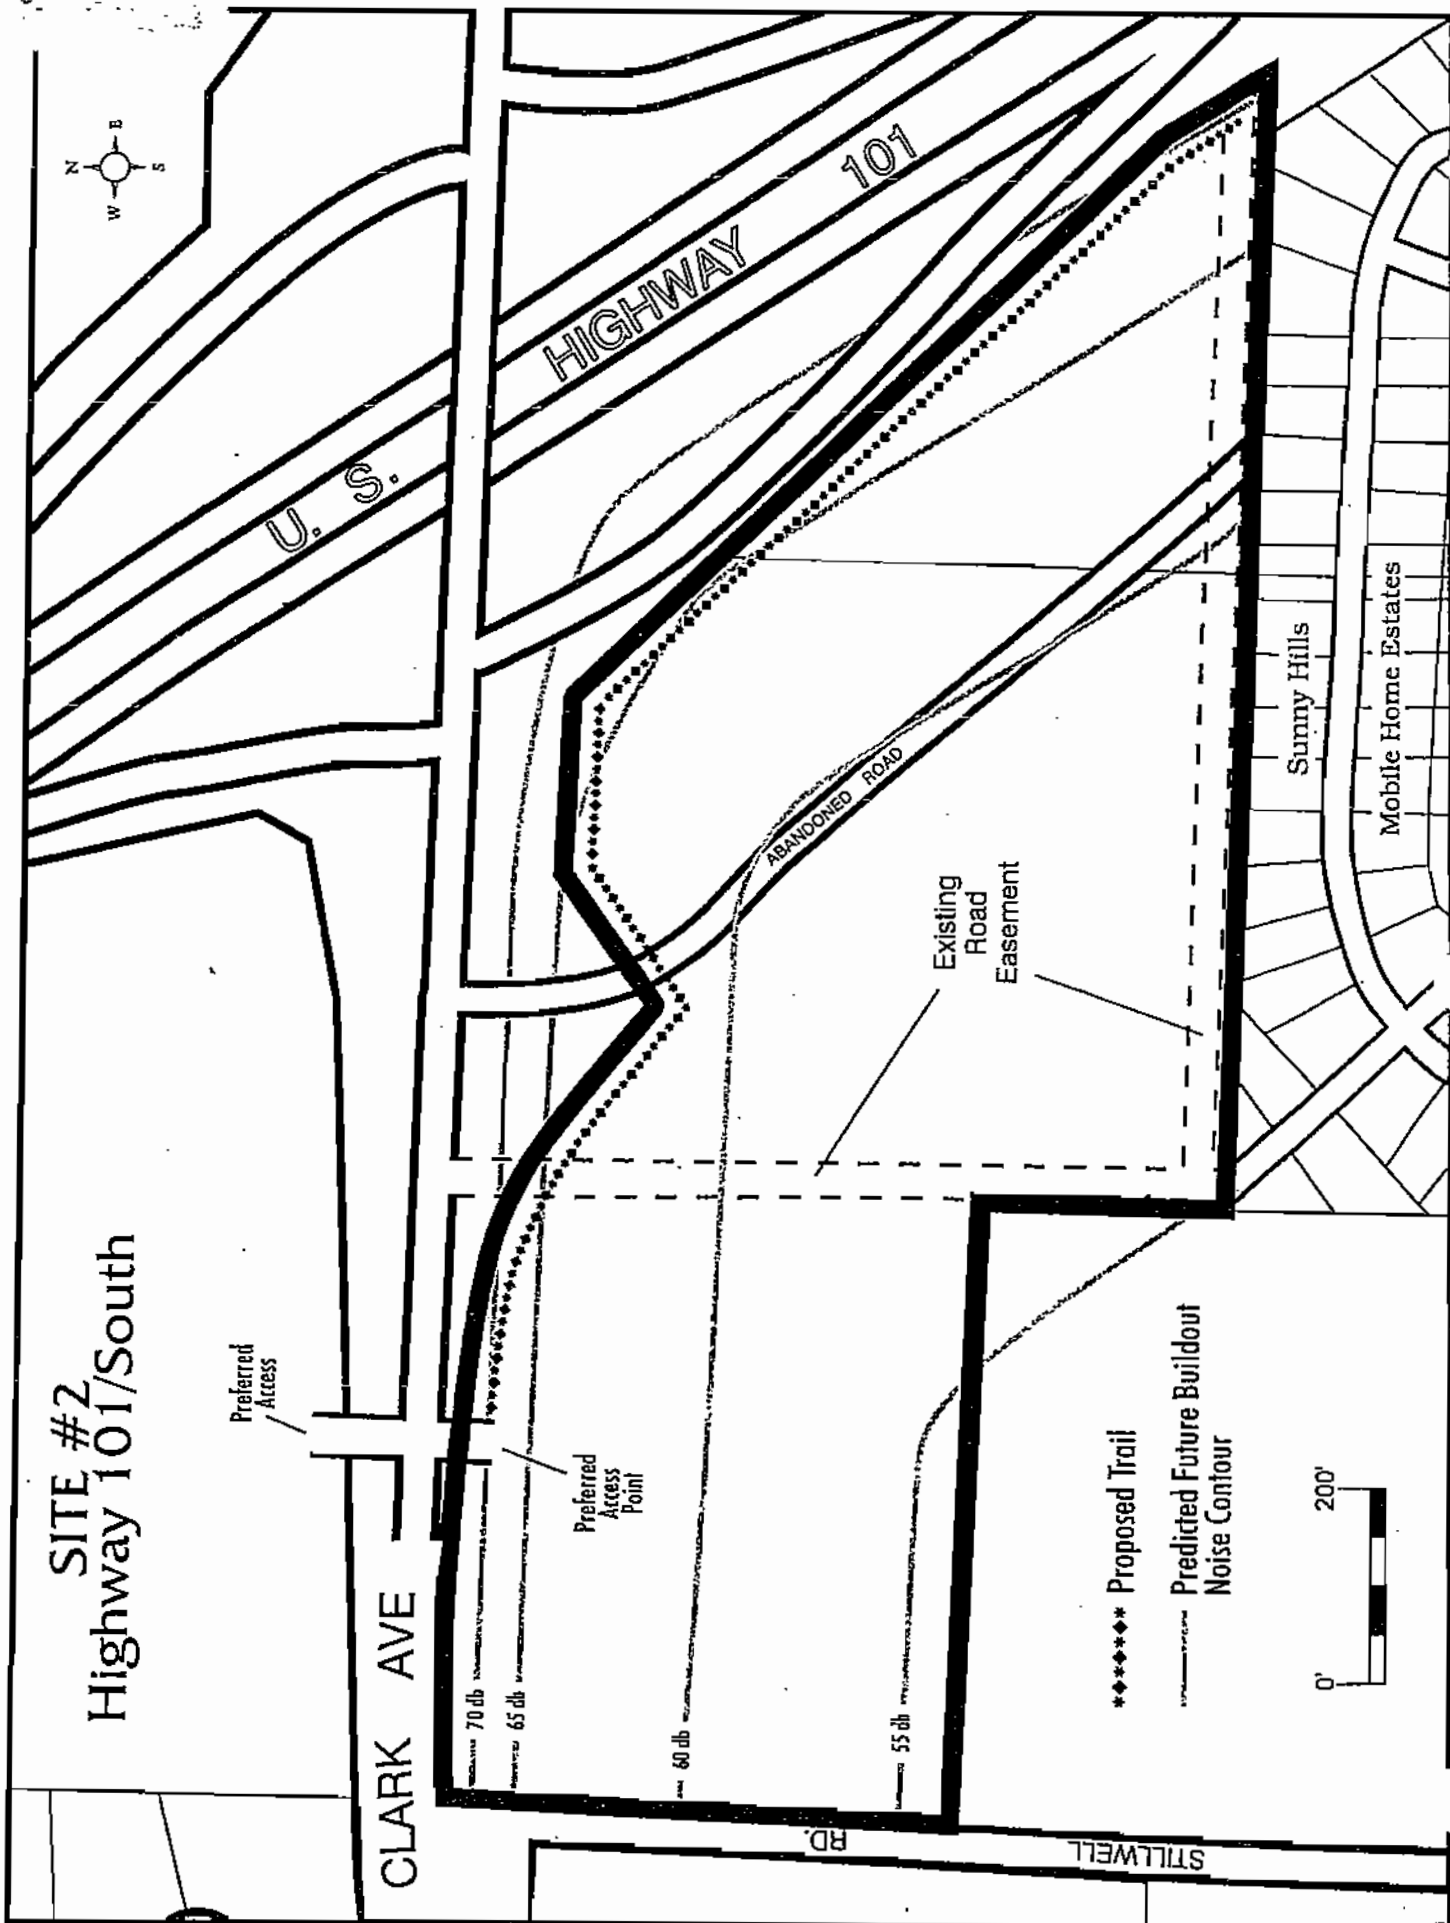 SITE #2
Highway 101/South
N
W
E
S
Preferred
Access
CLARK AVE
Preferred
Access
Point
U. S.
HIGHWAY
101
70 db
65 db
60 db
55 db
ABANDONED ROAD
Existing
Road
Easement
Sunny Hills
Mobile Home Estates
Proposed Trail
Predicted Future Buildout
Noise Contour
0'
200'
STILLWELL
RD.